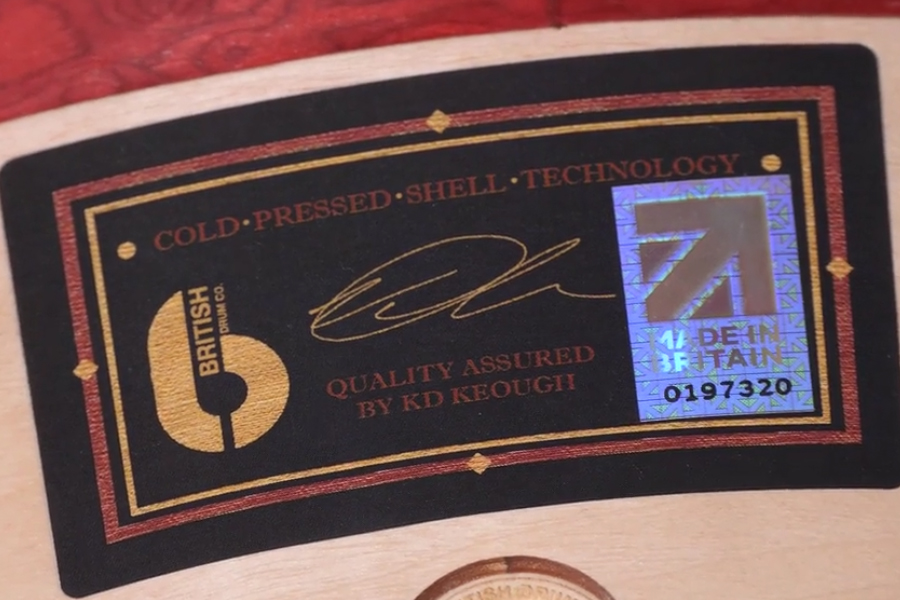 COLD·PRESSED·SHELL·TECHNOLOGY
BRITISH
DRUM CO.
QUALITY ASSURED
BY KD KEOUGH
MADE IN
BRITAIN
0197320